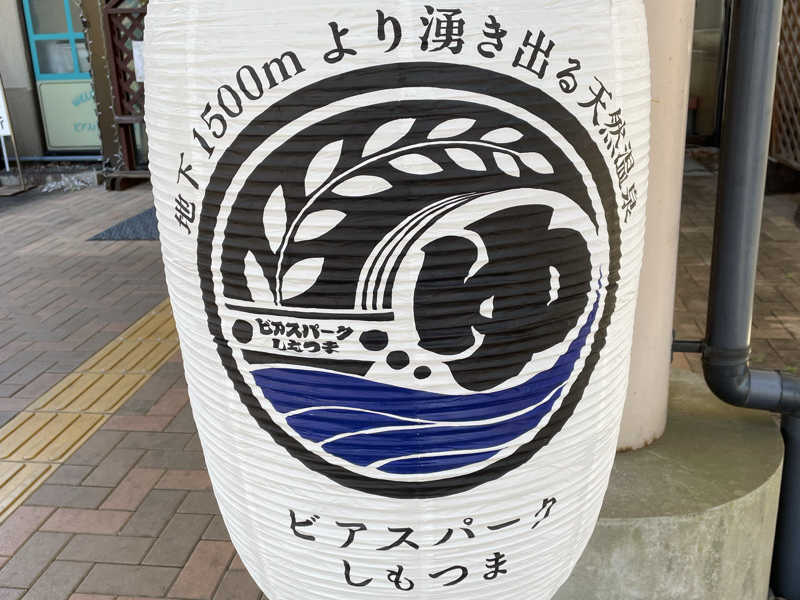 地下1500mより湧き出る天然温泉
ゆ
ビアスパーク
しもつま
ビアスパーク
しもつま